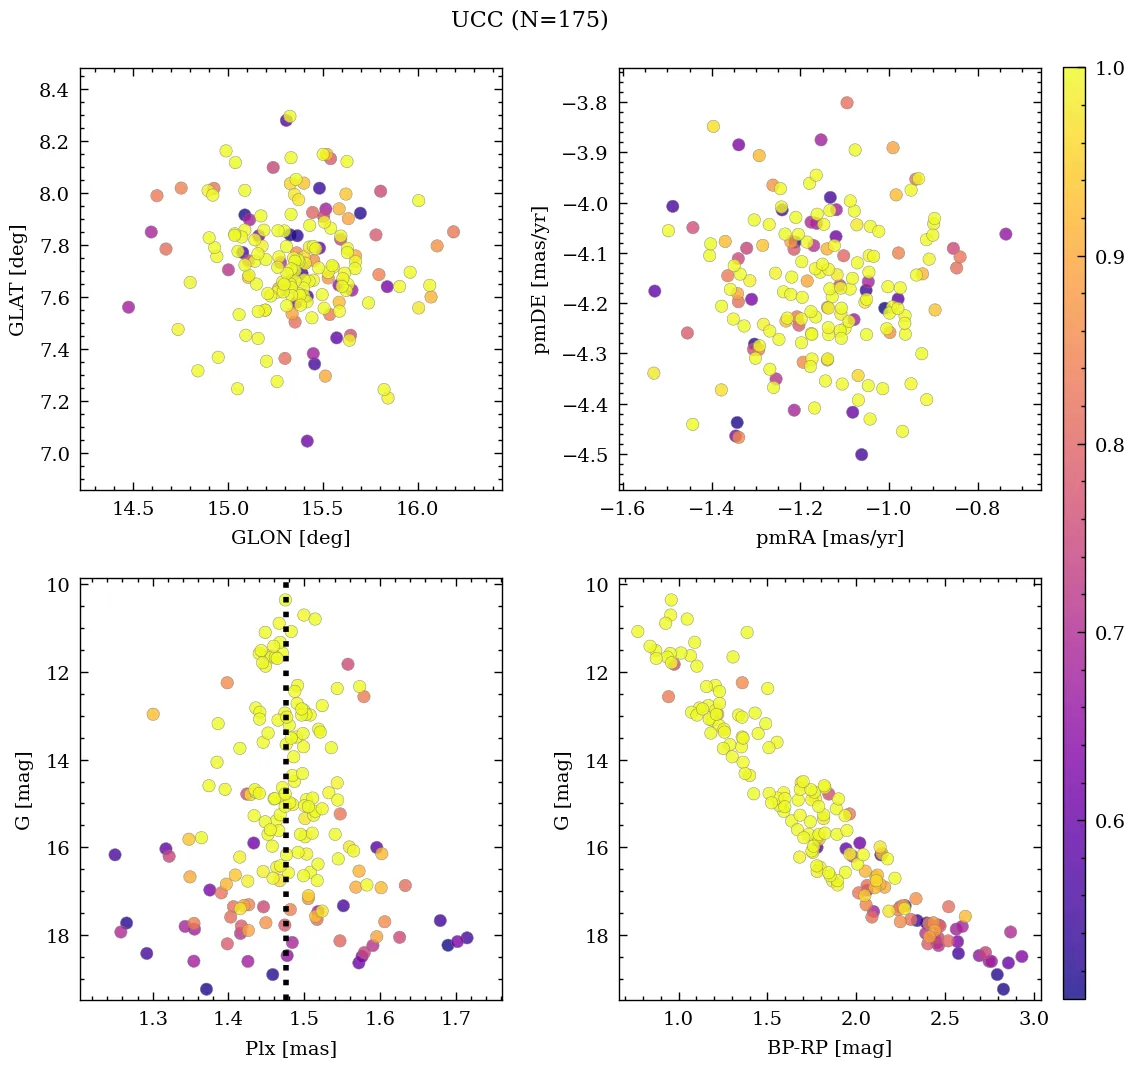 UCC (N=175)
8.4
8.2
8.0
7.8
7.6
7.4
7.2
7.0
GLAT [deg]
14.5 15.0 15.5 16.0
GLON [deg]
−3.8
−3.9
−4.0
−4.1
−4.2
−4.3
−4.4
−4.5
pmDE [mas/yr]
−1.6 −1.4 −1.2 −1.0 −0.8
pmRA [mas/yr]
1.0
0.9
0.8
0.7
0.6
10
12
14
16
18
G [mag]
1.3 1.4 1.5 1.6 1.7
Plx [mas]
10
12
14
16
18
G [mag]
1.0 1.5 2.0 2.5 3.0
BP-RP [mag]